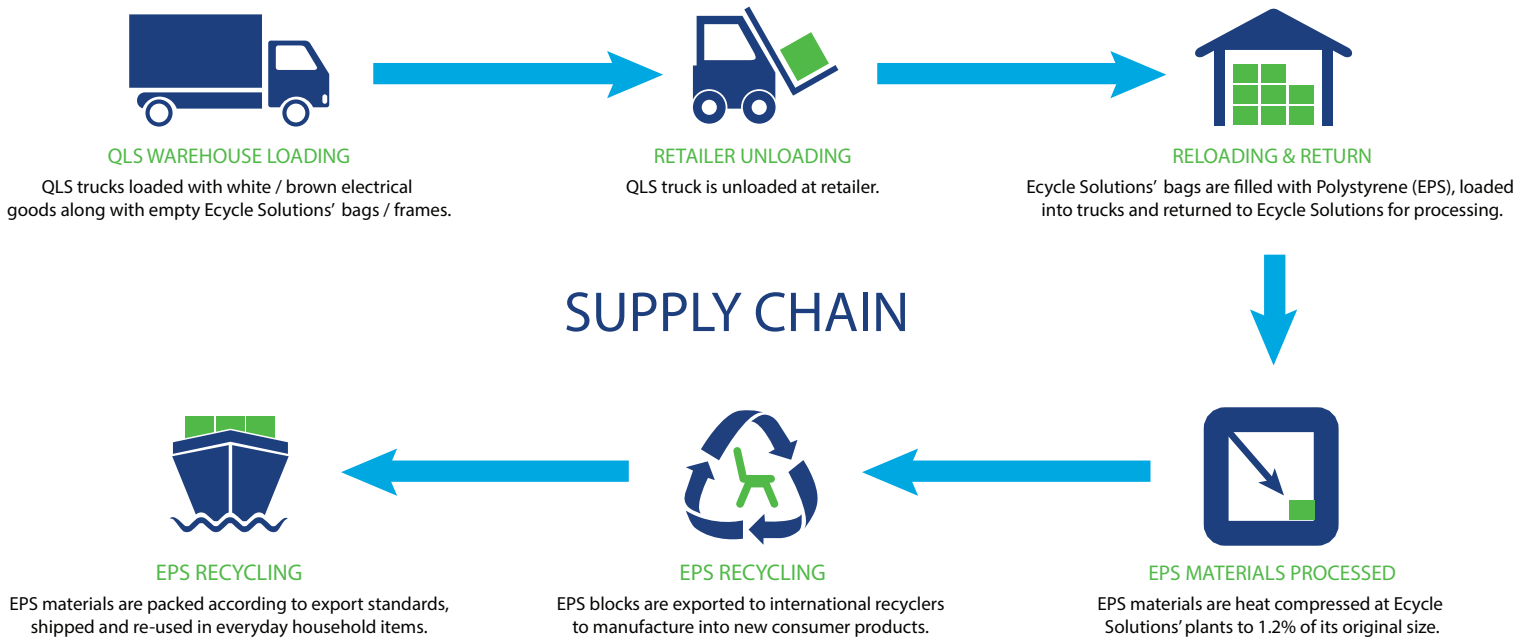 QLS WAREHOUSE LOADING
QLS trucks loaded with white / brown electrical
goods along with empty Ecycle Solutions’ bags / frames.
RETAILER UNLOADING
QLS truck is unloaded at retailer.
RELOADING & RETURN
Ecycle Solutions’ bags are filled with Polystyrene (EPS), loaded
into trucks and returned to Ecycle Solutions for processing.
SUPPLY CHAIN
EPS RECYCLING
EPS materials are packed according to export standards,
shipped and re-used in everyday household items.
EPS RECYCLING
EPS blocks are exported to international recyclers
to manufacture into new consumer products.
EPS MATERIALS PROCESSED
EPS materials are heat compressed at Ecycle
Solutions’ plants to 1.2% of its original size.